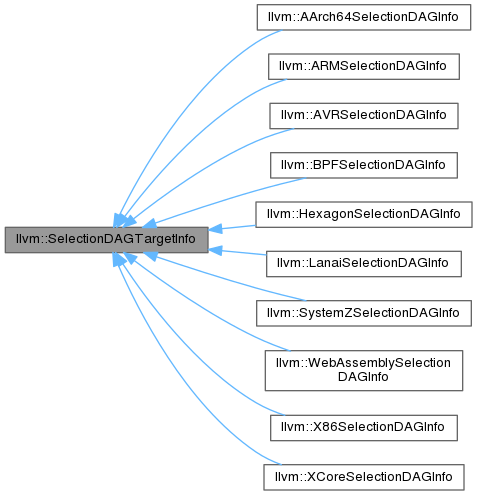 llvm::AArch64SelectionDAGInfo
llvm::ARMSelectionDAGInfo
llvm::AVRSelectionDAGInfo
llvm::BPFSelectionDAGInfo
llvm::HexagonSelectionDAGInfo
llvm::SelectionDAGTargetInfo
llvm::LanaiSelectionDAGInfo
llvm::SystemZSelectionDAGInfo
llvm::WebAssemblySelection
DAGInfo
llvm::X86SelectionDAGInfo
llvm::XCoreSelectionDAGInfo